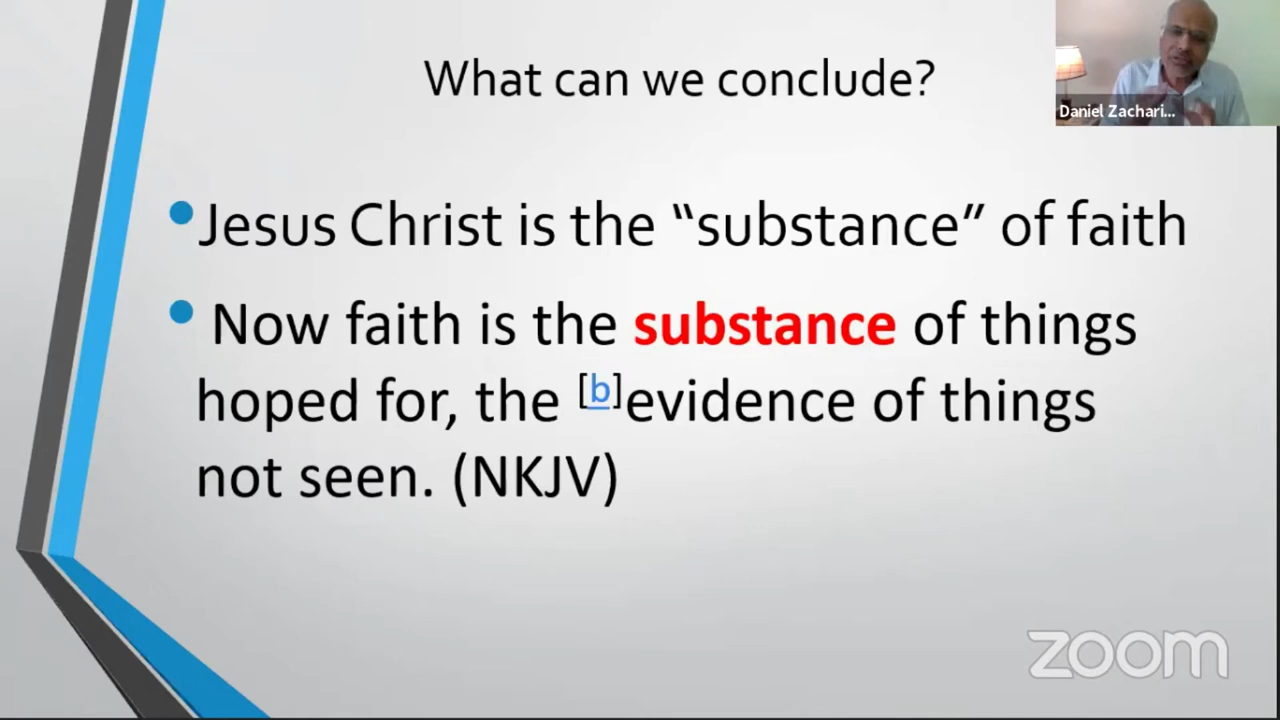 What can we conclude?
Daniel Zachari...
•Jesus Christ is the “substance” of faith
• Now faith is the substance of things
hoped for, the [b]evidence of things
not seen. (NKJV)
zoom